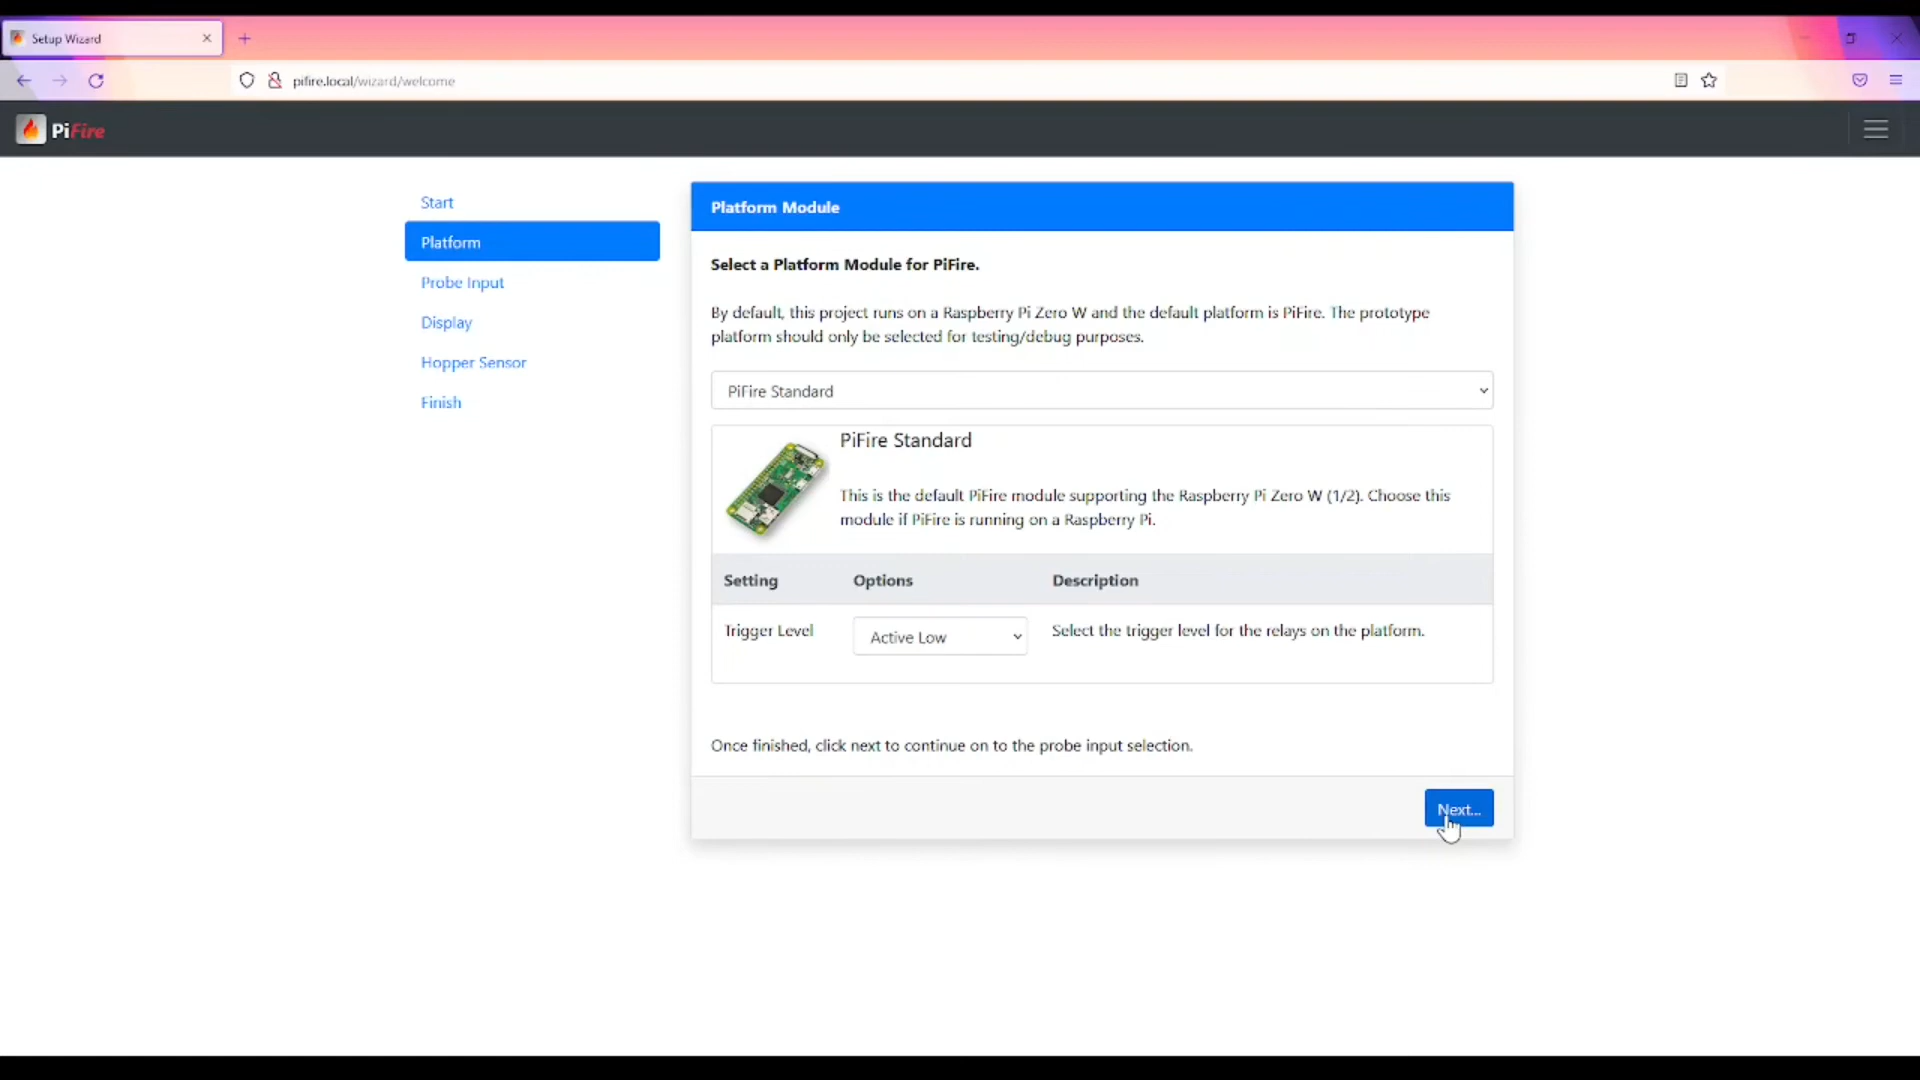 Setup Wizard
pifire.local/wizard/welcome
PiFire
Start
Platform
Probe Input
Display
Hopper Sensor
Finish
Platform Module
Select a Platform Module for PiFire.
By default, this project runs on a Raspberry Pi Zero W and the default platform is PiFire. The prototype
platform should only be selected for testing/debug purposes.
PiFire Standard
PiFire Standard
This is the default PiFire module supporting the Raspberry Pi Zero W (1/2). Choose this
module if PiFire is running on a Raspberry Pi.
Setting Options Description
Trigger Level Active Low Select the trigger level for the relays on the platform.
Once finished, click next to continue on to the probe input selection.
Next...